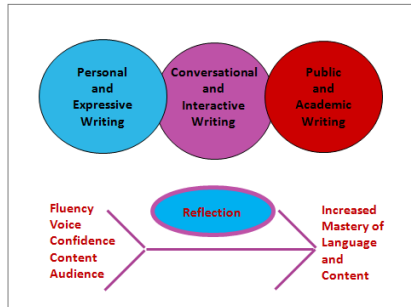 Personal
and
Expressive
Writing
Conversational
and
Interactive
Writing
Public
and
Academic
Writing
Reflection
Fluency
Voice
Confidence
Content
Audience
Increased
Mastery of
Language
and
Content